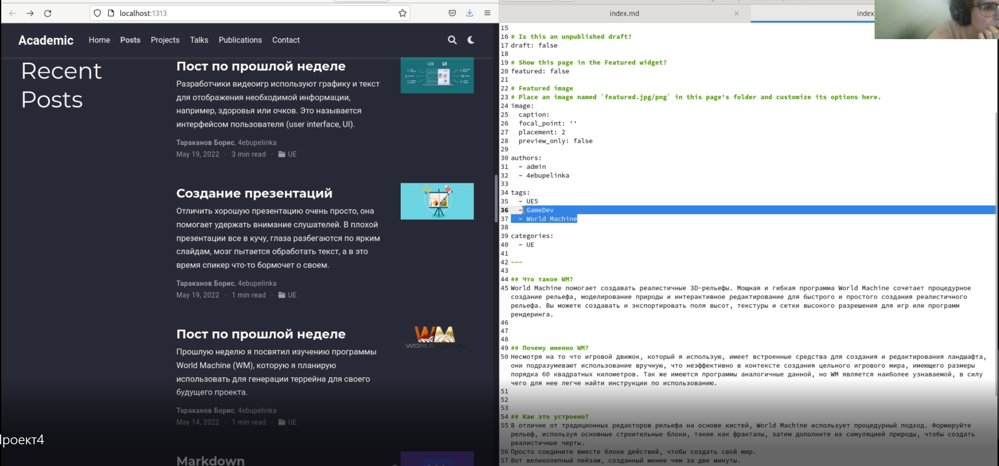 localhost:1313
Academic
Home
Posts
Projects
Talks
Publications
Contact
Recent
Posts
Пост по прошлой неделе
Разработчики видеоигр используют графику и текст
для отображения необходимой информации,
например, здоровья или очков. Это называется
интерфейсом пользователя (user interface, UI).
Тараканов Борис, 4ebupelinka
May 19, 2022 · 3 min read · UE
UX UI
Создание презентаций
Отличить хорошую презентацию очень просто, она
помогает удержать внимание слушателей. В плохой
презентации все в кучу, глаза разбегаются по ярким
слайдам, мозг пытается обработать текст, а в это
время спикер что-то бормочет о своем.
Тараканов Борис, 4ebupelinka
May 19, 2022 · 1 min read · UE
Пост по прошлой неделе
Прошлую неделю я посвятил изучению программы
World Machine (WM), которую я планирую
использовать для генерации террейна для своего
будущего проекта.
Тараканов Борис, 4ebupelinka
May 14, 2022 · 1 min read · UE
WM
WORLD MACHINE
Markdown
Проект4
index.md
index
15
16 # Is this an unpublished draft?
17 draft: false
18
19 # Show this page in the Featured widget?
20 featured: false
21
22 # Featured image
23 # Place an image named `featured.jpg/png` in this page's folder and customize its options here.
24 image:
25 caption:
26 focal_point: ''
27 placement: 2
28 preview_only: false
29
30 authors:
31 - admin
32 - 4ebupelinka
33
34 tags:
35 - UE5
36 - GameDev
37 - World Machine
38
39 categories:
40 - UE
41
42 ---
43
44 ## Что такое WM?
45 World Machine помогает создавать реалистичные 3D-рельефы. Мощная и гибкая программа World Machine сочетает процедурное
создание рельефа, моделирование природы и интерактивное редактирование для быстрого и простого создания реалистичного
рельефа. Вы можете создавать и экспортировать поля высот, текстуры и сетки высокого разрешения для игр или программ
рендеринга.
46
47
48
49 ## Почему именно WM?
50 Несмотря на то что игровой движок, который я использую, имеет встроенные средства для создания и редактирования ландшафта,
они подразумевают использование вручную, что неэффективно в контексте создания цельного игрового мира, имеющего размеры
порядка 60 квадратных километров. Так же имеются программы аналогичные данной, но WM является наиболее узнаваемой, в силу
чего для нее легче найти инструкции по использованию.
51
52
53
54 ## Как это устроено?
55 В отличие от традиционных редакторов рельефа на основе кистей, World Machine использует процедурный подход. Формируйте
рельеф, используя основные строительные блоки, такие как фракталы, затем дополните их симуляцией природы, чтобы создать
реалистичные черты.
56 Просто соедините вместе блоки действий, чтобы создать свой мир.
57 Вот великолепный пейзаж, созданный менее чем за две минуты.